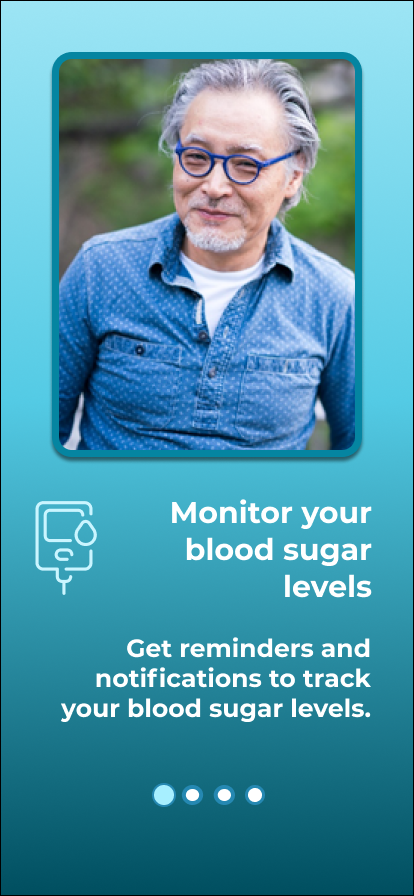 Monitor your
blood sugar
levels
Get reminders and
notifications to track
your blood sugar levels.